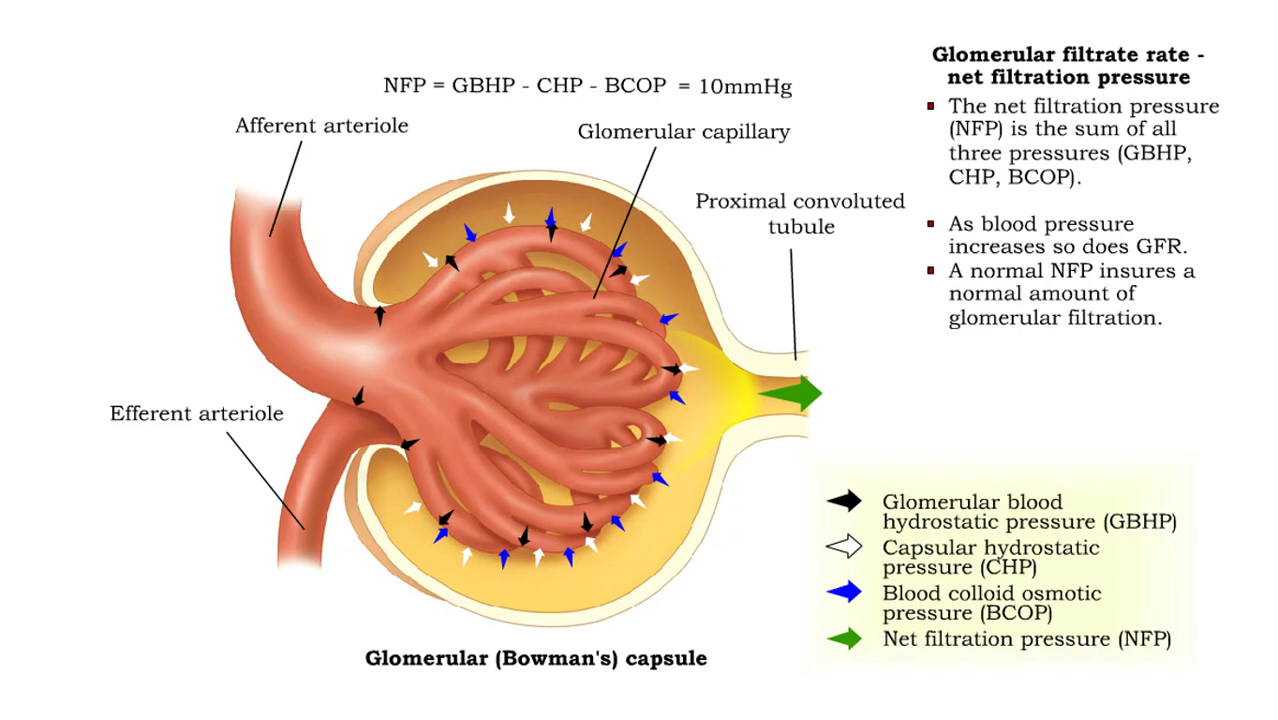 Glomerular filtrate rate -
net filtration pressure
NFP = GBHP - CHP - BCOP = 10mmHg
▪ The net filtration pressure
(NFP) is the sum of all
three pressures (GBHP,
CHP, BCOP).
▪ As blood pressure
increases so does GFR.
▪ A normal NFP insures a
normal amount of
glomerular filtration.
Afferent arteriole
Glomerular capillary
Proximal convoluted
tubule
Efferent arteriole
Glomerular blood
hydrostatic pressure (GBHP)
Capsular hydrostatic
pressure (CHP)
Blood colloid osmotic
pressure (BCOP)
Net filtration pressure (NFP)
Glomerular (Bowman's) capsule